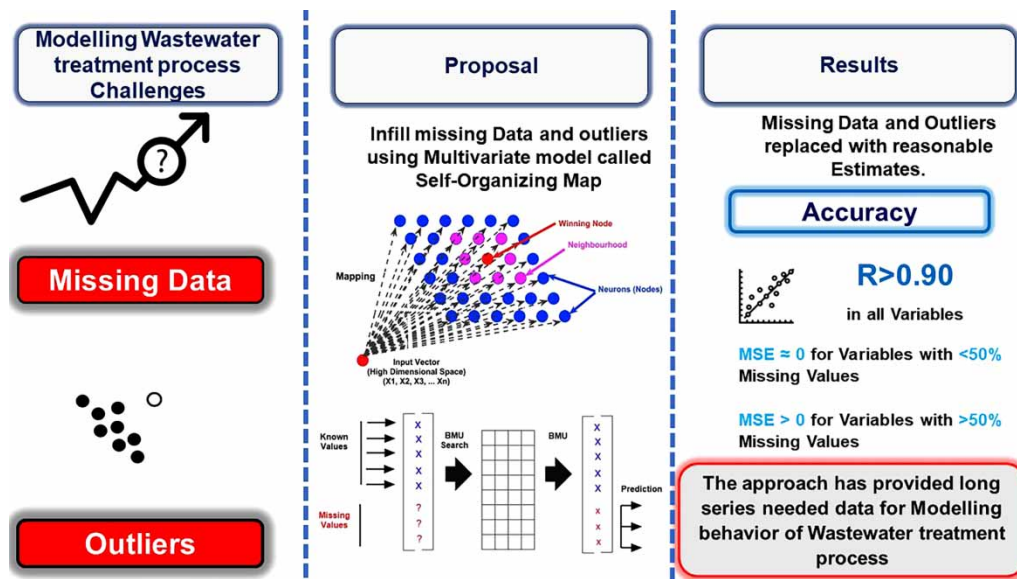 Modelling Wastewater
treatment process
Challenges
?
Missing Data
Outliers
Proposal
Infill missing Data and outliers
using Multivariate model called
Self-Organizing Map
Winning Node
Neighbourhood
Mapping
Neurons (Nodes)
Input Vector
(High Dimensional Space)
(X1, X2, X3, ... Xn)
Known
Values
Missing
Values
X
X
X
X
X
?
?
?
BMU
Search
BMU
X
X
X
X
X
x
x
x
Prediction
Results
Missing Data and Outliers
replaced with reasonable
Estimates.
Accuracy
R>0.90
in all Variables
MSE ≈ 0 for Variables with <50%
Missing Values
MSE > 0 for Variables with >50%
Missing Values
The approach has provided long
series needed data for Modelling
behavior of Wastewater treatment
process